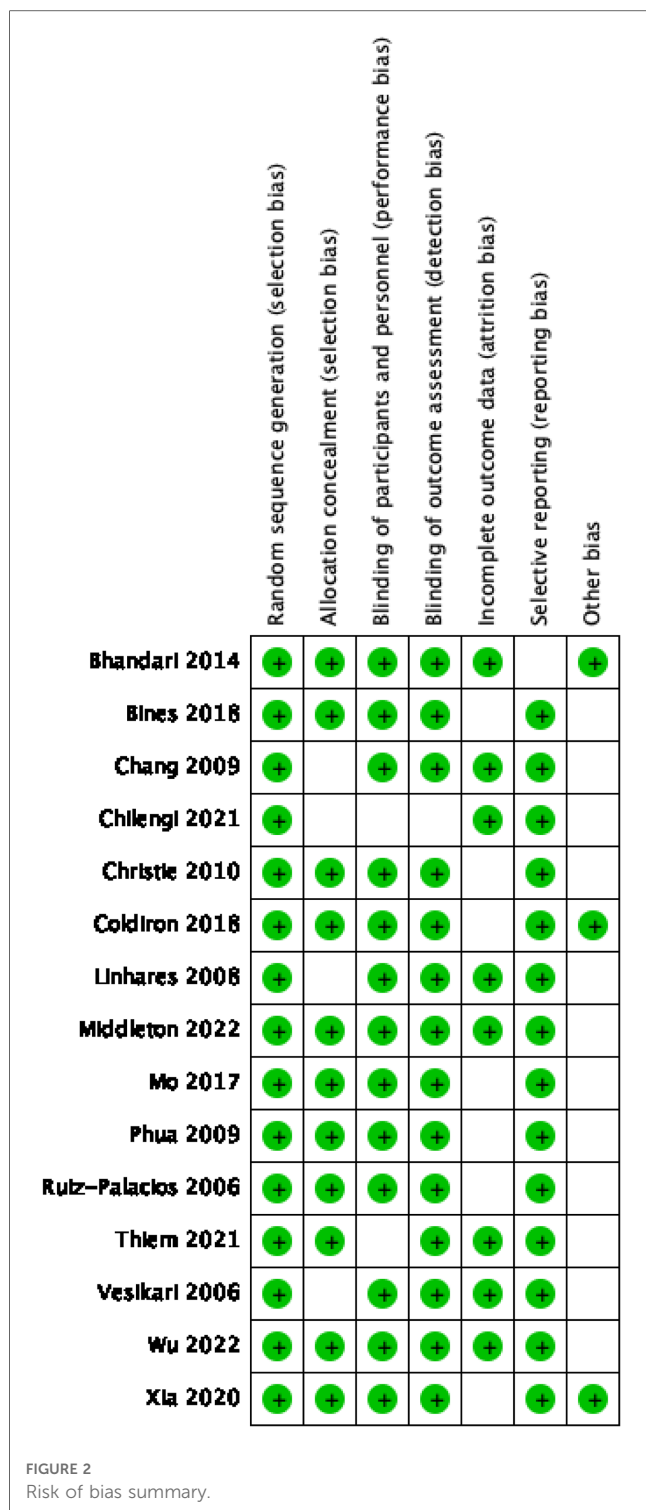 Random sequence generation (selection bias)
Allocation concealment (selection bias)
Blinding of participants and personnel (performance bias)
Blinding of outcome assessment (detection bias)
Incomplete outcome data (attrition bias)
Selective reporting (reporting bias)
Other bias
Bhandari 2014 + + + + + +
Bines 2018 + + + + +
Chang 2009 + + + + +
Chilengi 2021 + + +
Christie 2010 + + + + +
Coldiron 2018 + + + + + +
Linhares 2008 + + + + +
Middleton 2022 + + + + + +
Mo 2017 + + + + +
Phua 2009 + + + + +
Ruiz-Palacios 2006 + + + + +
Thiem 2021 + + + + +
Vesikari 2006 + + + + +
Wu 2022 + + + + + +
Xia 2020 + + + + + +
FIGURE 2
Risk of bias summary.